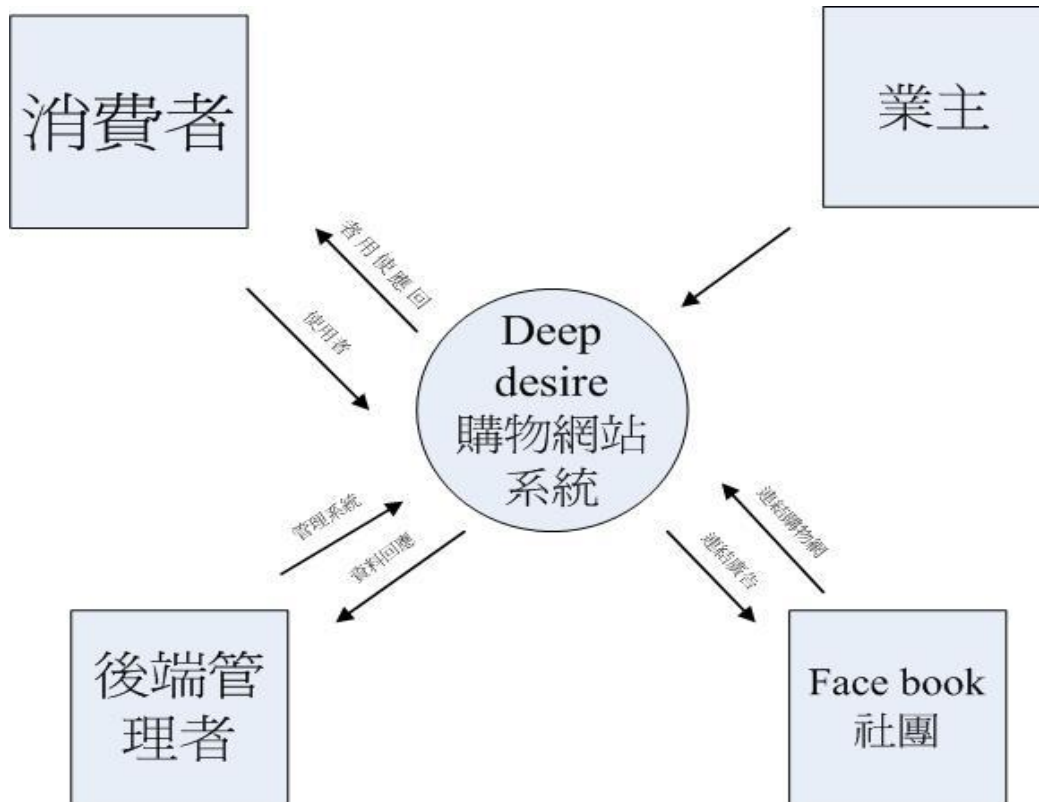 消費者
業主
者用使應回
使用者
Deep
desire
購物網站
系統
管理系統
資料回應
連結購物網
連結廣告
後端管
理者
Face book
社團